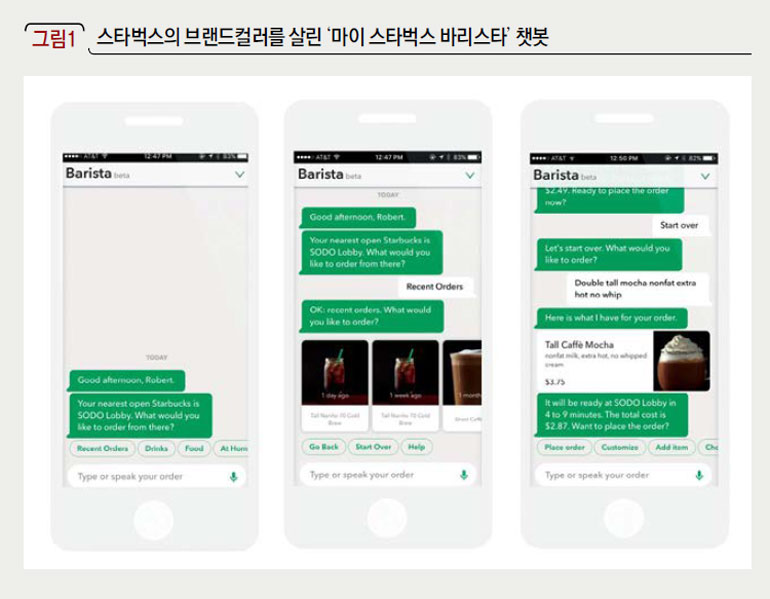 그림1
스타벅스의 브랜드컬러를 살린 ‘마이 스타벅스 바리스타’ 챗봇
AT&T 12:47 PM 83%
Barista beta
TODAY
Good afternoon, Robert.
Your nearest open Starbucks is
SODO Lobby. What would you
like to order from there?
Recent Orders Drinks Food At Hom
Type or speak your order
AT&T 12:47 PM 83%
Barista beta
TODAY
Good afternoon, Robert.
Your nearest open Starbucks is
SODO Lobby. What would you
like to order from there?
Recent Orders
OK: recent orders. What would
you like to order?
1 day ago 1 week ago 1 month
Tall Narino 70 Cold
Brew
Tall Narino 70 Cold
Brew
Short Caff
Go Back Start Over Help
Type or speak your order
AT&T 12:50 PM 82%
Barista beta
$2.49. Ready to place the order
now?
Start over
Let's start over. What would you
like to order?
Double tall mocha nonfat extra
hot no whip
Here is what I have for your order.
Tall Caffè Mocha
nonfat milk, extra hot, no whipped
cream
$3.75
It will be ready at SODO Lobby in
4 to 9 minutes. The total cost is
$2.87. Want to place the order?
Place order Customize Add item Ch
Type or speak your order